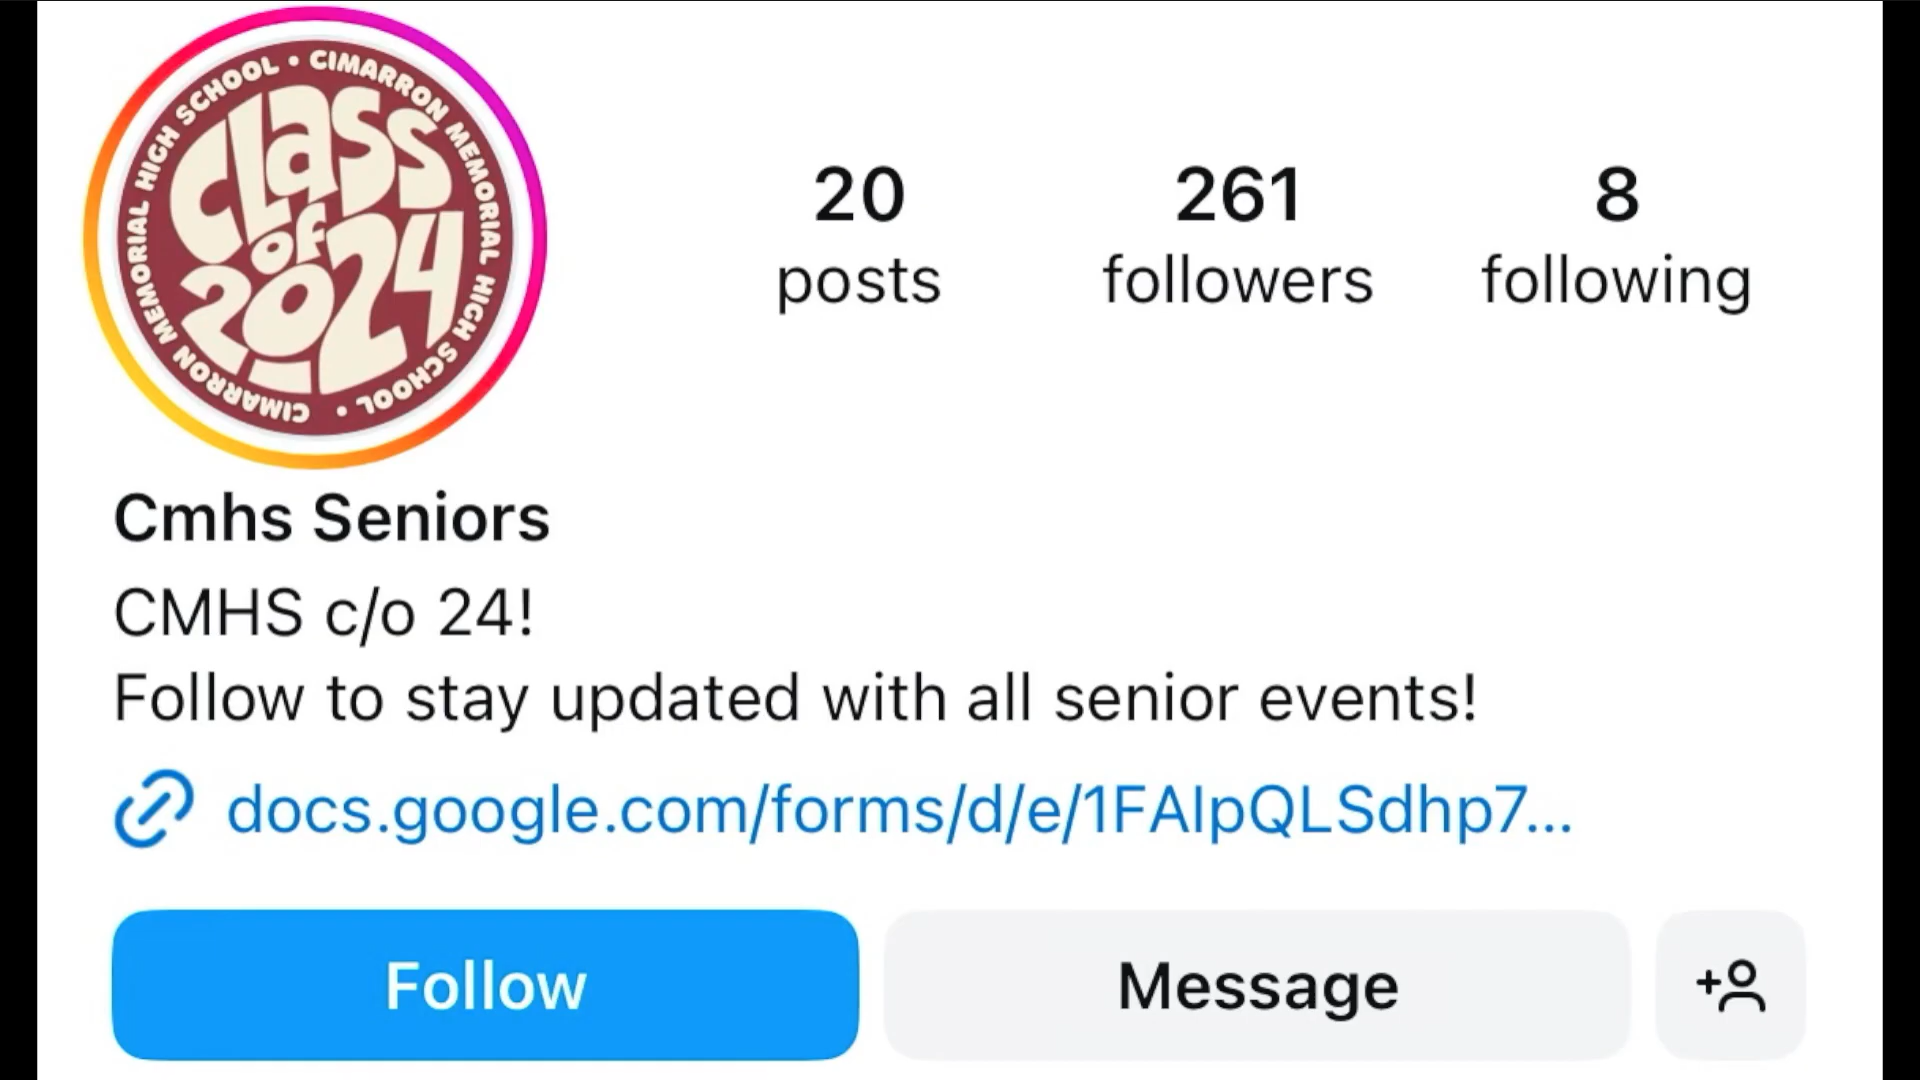 CIMARRON MEMORIAL HIGH SCHOOL • CIMARRON MEMORIAL HIGH SCHOOL •
CLASS
OF
2024
20
261
8
posts
followers
following
Cmhs Seniors
CMHS c/o 24!
Follow to stay updated with all senior events!
docs.google.com/forms/d/e/1FAIpQLSdhp7...
Follow
Message